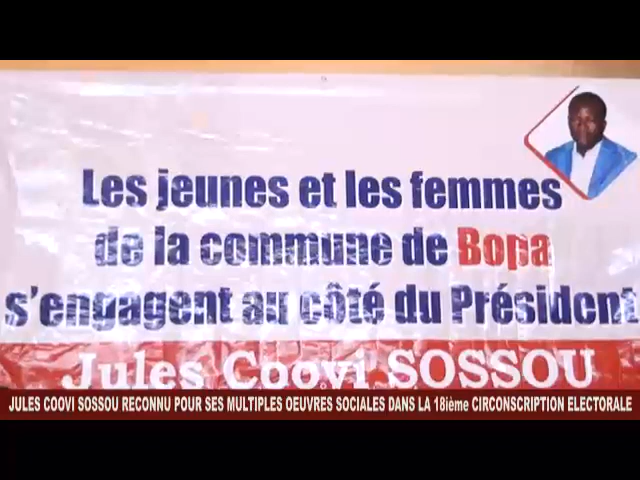 Les jeunes et les femmes
de la commune de Bopa
s'engagent au côté du Président
Jules Coovi SOSSOU
JULES COOVI SOSSOU RECONNU POUR SES MULTIPLES OEUVRES SOCIALES DANS LA 18ième CIRCONSCRIPTION ELECTORALE